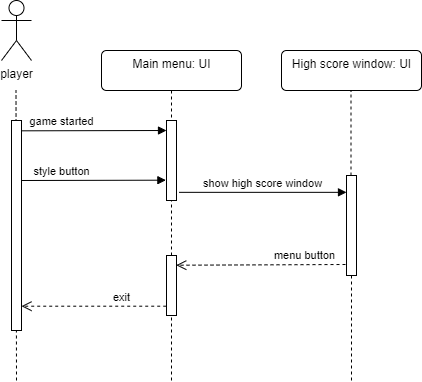 player
Main menu: UI
High score window: UI
game started
style button
show high score window
menu button
exit